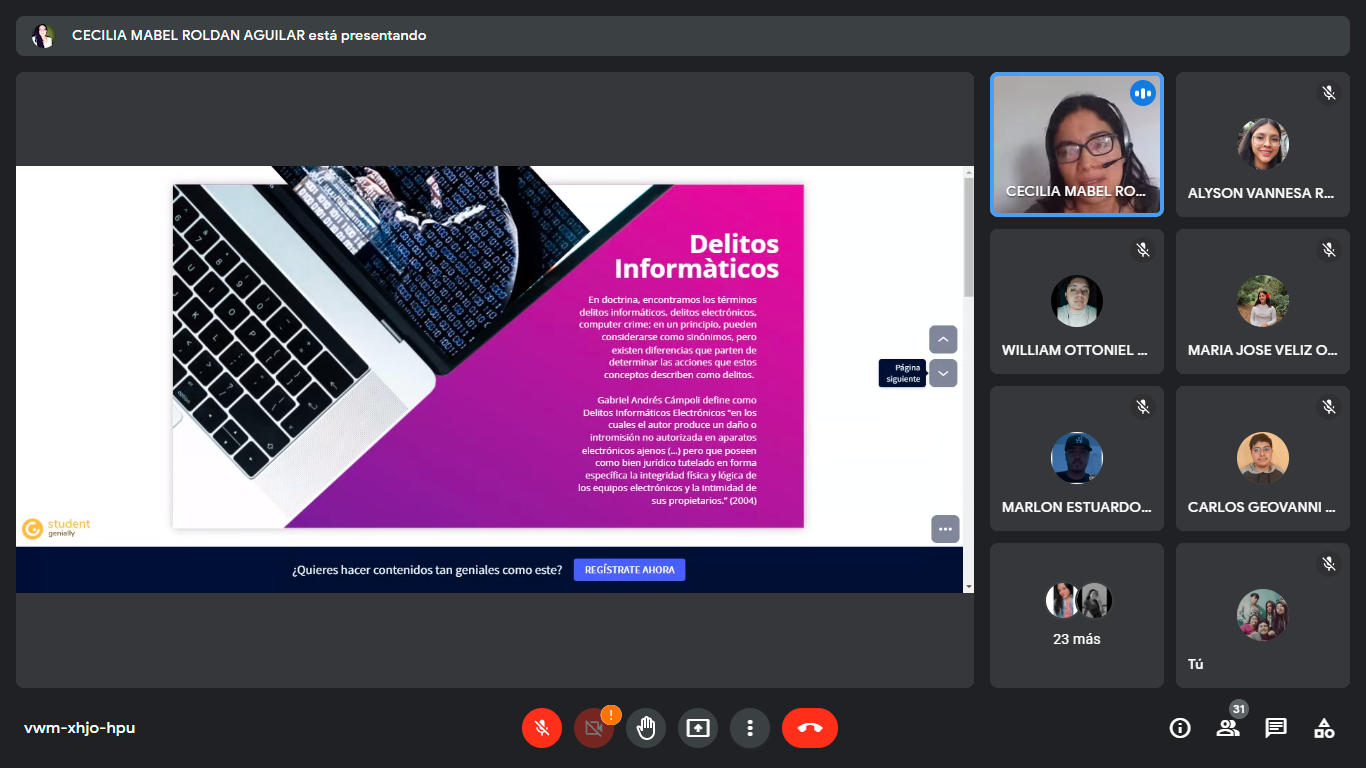 CECILIA MABEL ROLDAN AGUILAR está presentando
Delitos
Informàticos
En doctrina, encontramos los términos
delitos informáticos, delitos electrónicos,
computer crime; en un principio, pueden
considerarse como sinónimos, pero
existen diferencias que parten de
determinar las acciones que estos
conceptos describen como delitos.
Gabriel Andrés Cámpoli define como
Delitos Informáticos Electrónicos “en los
cuales el autor produce un daño o
intromisión no autorizada en aparatos
electrónicos ajenos (...) pero que poseen
como bien jurídico tutelado en forma
específica la integridad física y lógica de
los equipos electrónicos y la intimidad de
sus propietarios.” (2004)
Página
siguiente
student
genially
¿Quieres hacer contenidos tan geniales como este?
REGÍSTRATE AHORA
CECILIA MABEL RO...
ALYSON VANNESA R...
WILLIAM OTTONIEL ...
MARIA JOSE VELIZ O...
MARLON ESTUARDO...
CARLOS GEOVANNI ...
23 más
Tú
vwm-xhjo-hpu
31